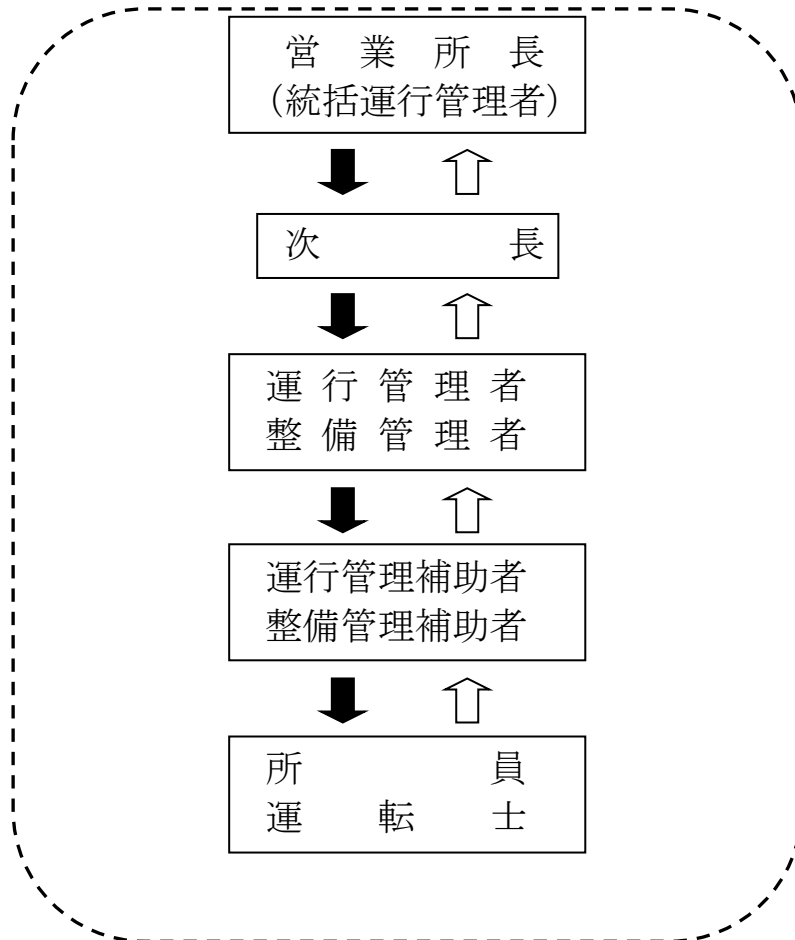 営業所長
（統括運行管理者）
次長
運行管理者
整備管理者
運行管理補助者
整備管理補助者
所員
運転士